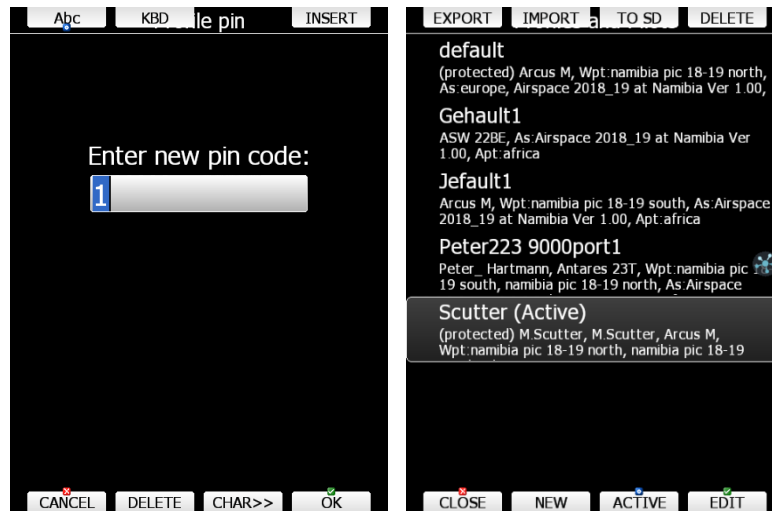 Abc KBD ile pin INSERT
Enter new pin code:
1
CANCEL DELETE CHAR>> OK
EXPORT IMPORT TO SD DELETE
default
(protected) Arcus M, Wpt:namibia pic 18-19 north,
As:europe, Airspace 2018_19 at Namibia Ver 1.00,
Gehault1
ASW 22BE, As:Airspace 2018_19 at Namibia Ver
1.00, Apt:africa
Jefault1
Arcus M, Wpt:namibia pic 18-19 south, As:Airspace
2018_19 at Namibia Ver 1.00, Apt:africa
Peter223 9000port1
Peter_ Hartmann, Antares 23T, Wpt:namibia pic
19 south, namibia pic 18-19 north, As:Airspace
Scutter (Active)
(protected) M.Scutter, M.Scutter, Arcus M,
Wpt:namibia pic 18-19 north, namibia pic 18-19
CLOSE NEW ACTIVE EDIT